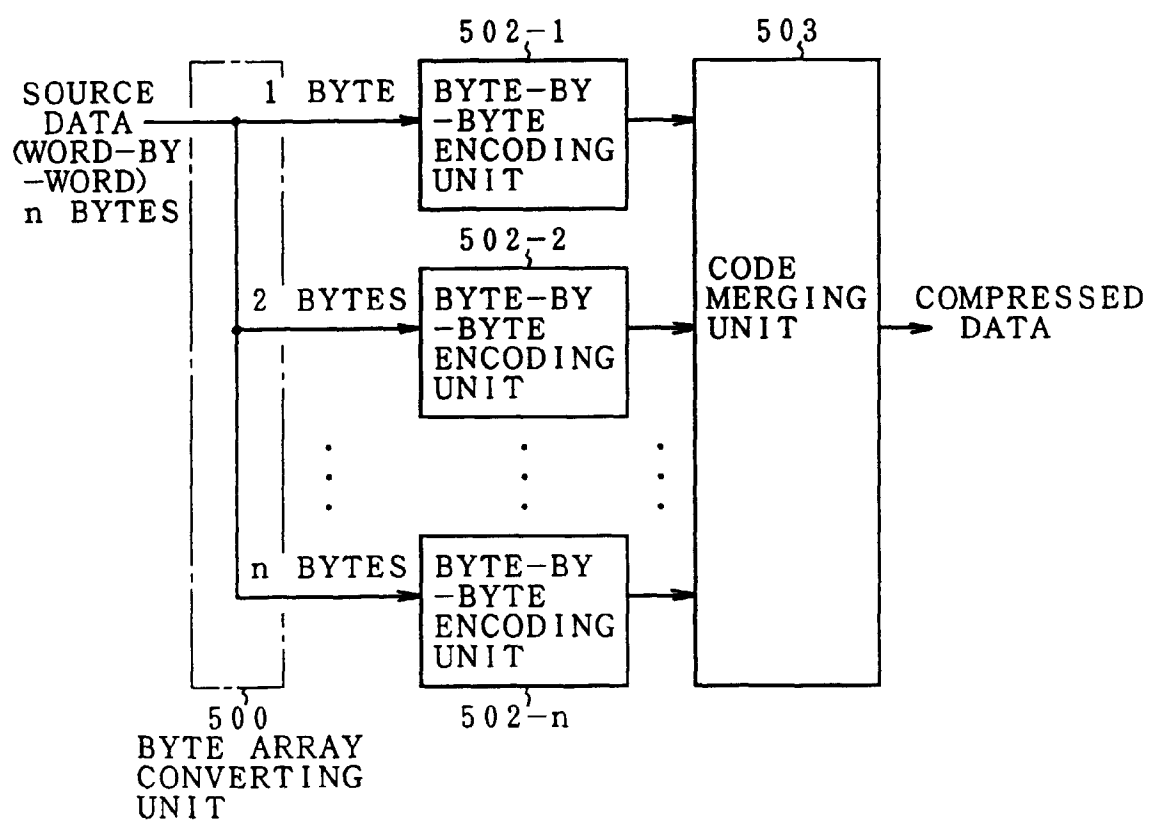 502-1
503
SOURCE
DATA
(WORD-BY
-WORD)
n BYTES
1 BYTE
BYTE-BY
-BYTE
ENCODING
UNIT
502-2
2 BYTES
BYTE-BY
-BYTE
ENCODING
UNIT
CODE
MERGING
UNIT
COMPRESSED
DATA
n BYTES
BYTE-BY
-BYTE
ENCODING
UNIT
502-n
500
BYTE ARRAY
CONVERTING
UNIT